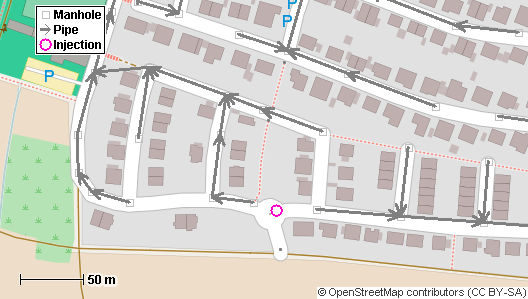 Manhole
Pipe
Injection
P
P
P
50 m
© OpenStreetMap contributors (CC BY-SA)